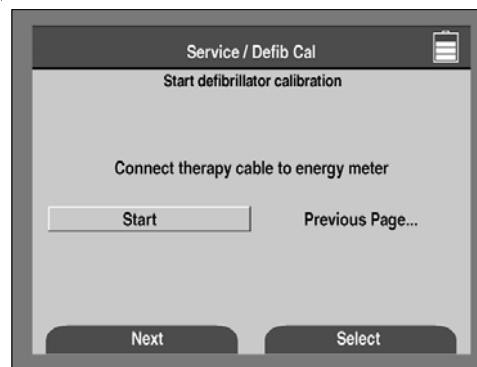 Service / Defib Cal
Start defibrillator calibration
Connect therapy cable to energy meter
Start Previous Page...
Next Select